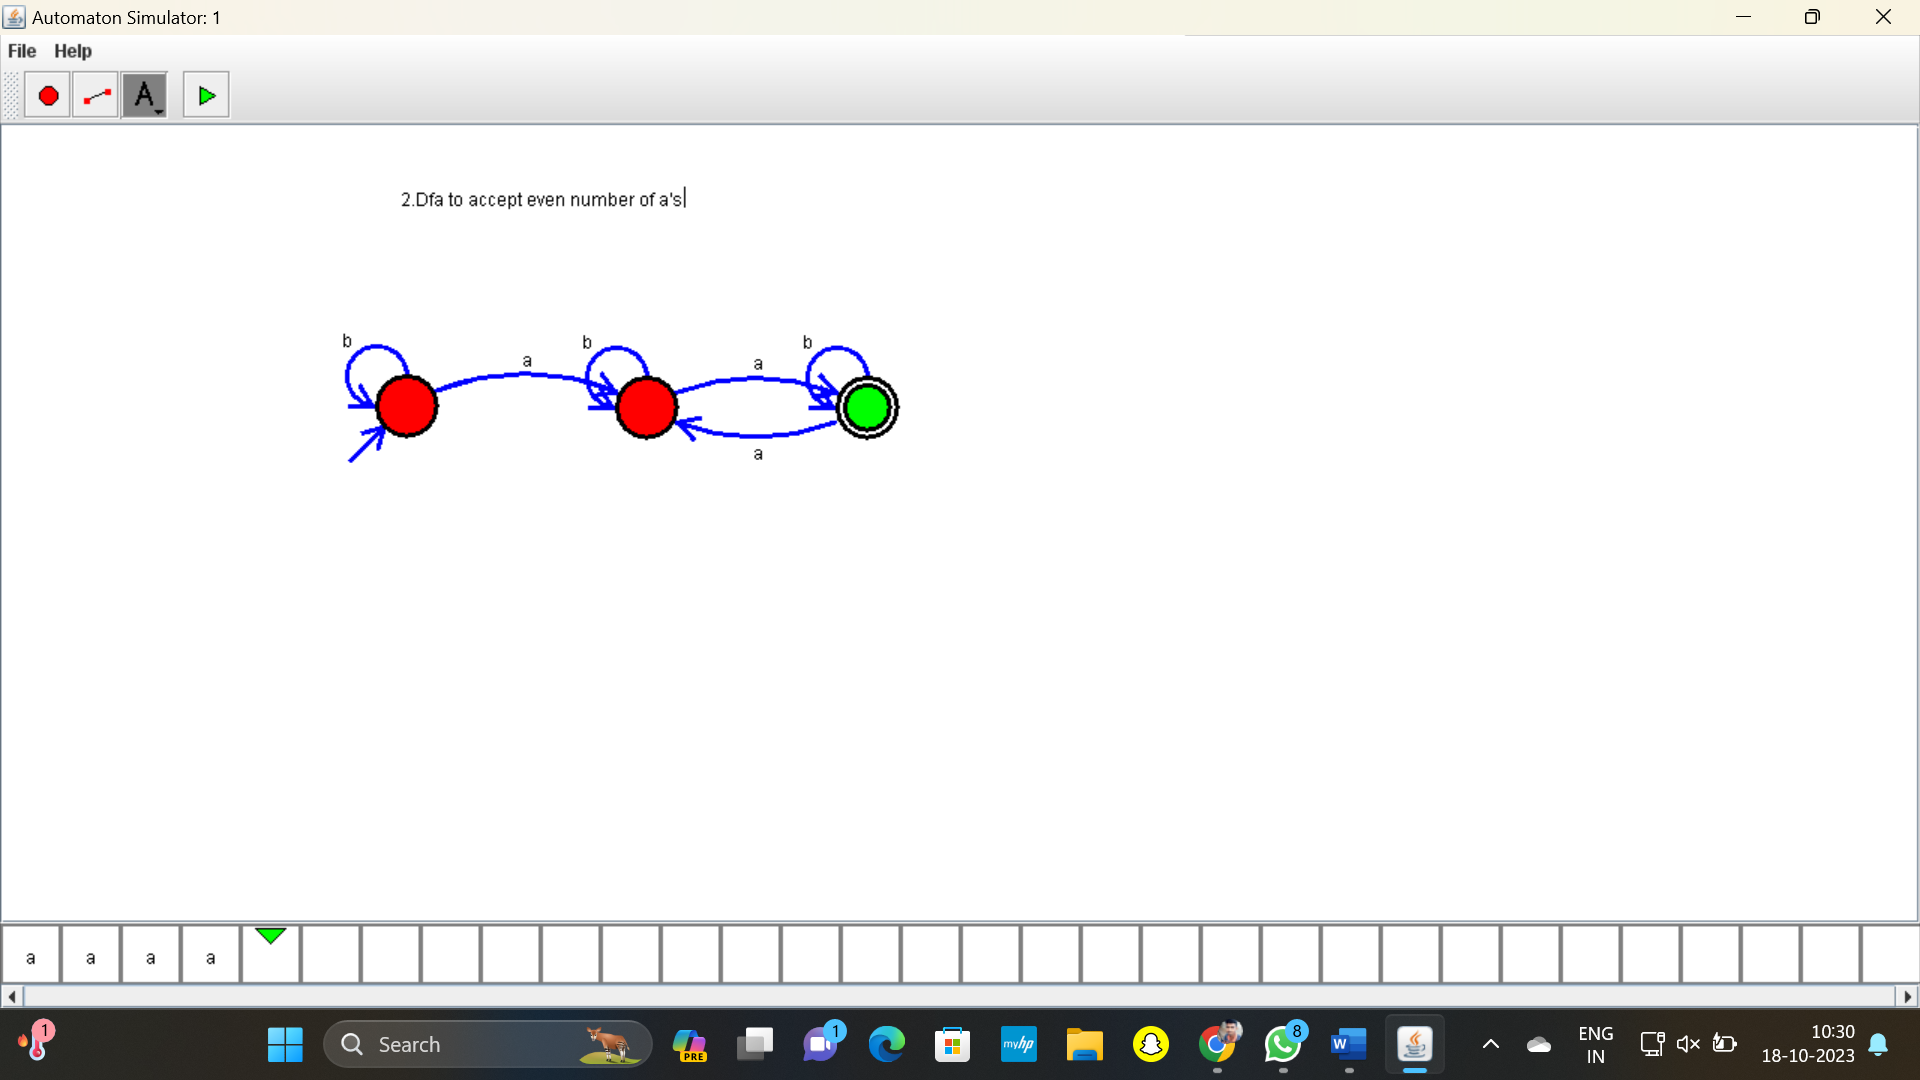 Automaton Simulator: 1
File Help
A
2.Dfa to accept even number of a's
b
b
b
a
a
a
a a a a
1
Search
PRE
1
myhp
8
W
ENG
IN
10:30
18-10-2023